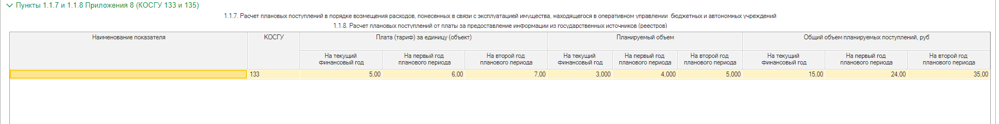 Пункты 1.1.7 и 1.1.8 Приложения 8 (КОСГУ 133 и 135)
1.1.7. Расчет плановых поступлений в порядке возмещения расходов, понесенных в связи с эксплуатацией имущества, находящегося в оперативном управлении бюджетных и автономных учреждений
1.1.8. Расчет плановых поступлений от платы за предоставление информации из государственных источников (реестров)
Наименование показателя КОСГУ Плата (тариф) за единицу (объект) Планируемый объем Общий объем планируемых поступлений, руб
На текущий На первый год На второй год На текущий На первый год На второй год На текущий На первый год На второй год
финансовый год планового периода планового периода финансовый год планового периода планового периода финансовый год планового периода планового периода
133 5,00 6,00 7,00 3,000 4,000 5,000 15,00 24,00 35,00